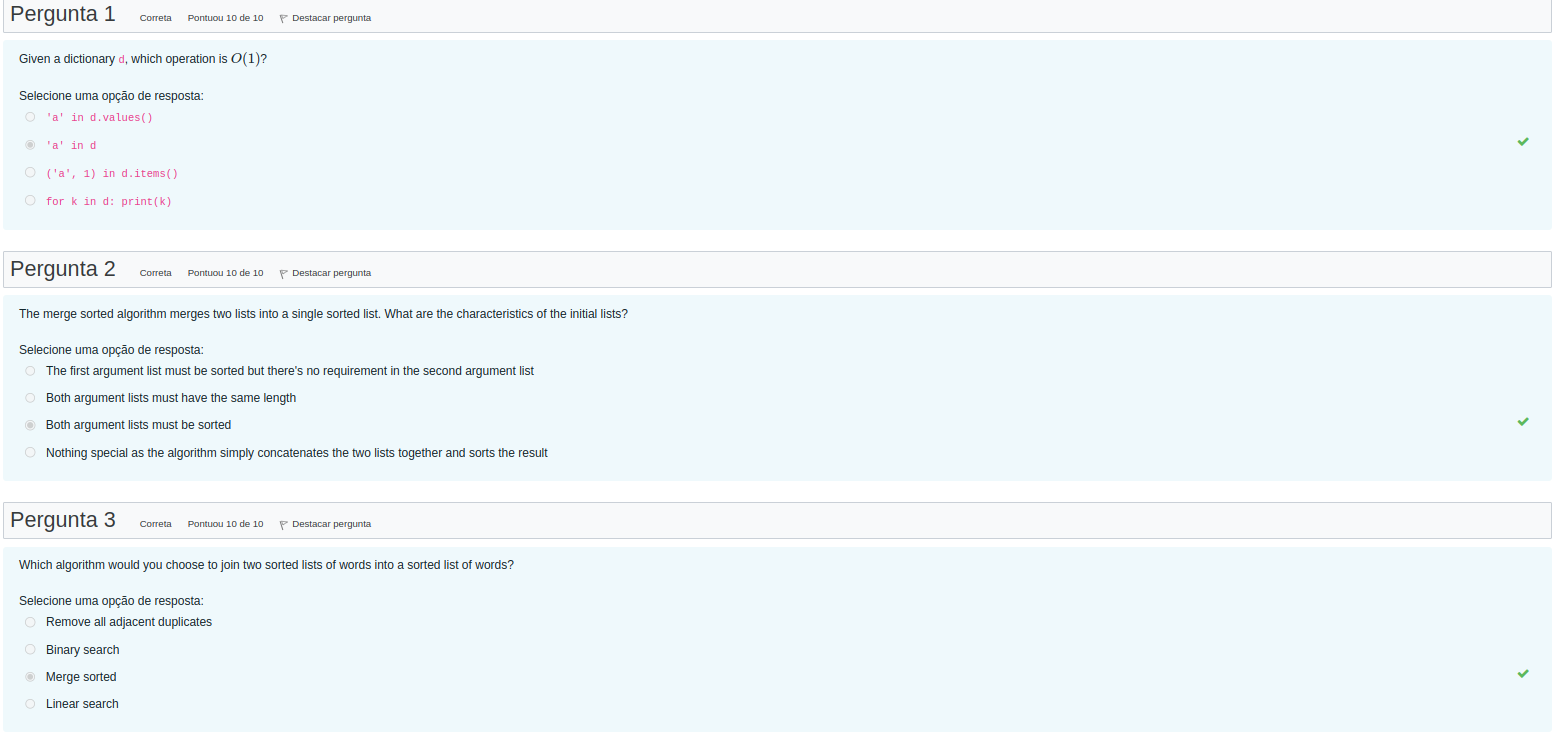 Pergunta 1 Correta Pontuou 10 de 10 Destacar pergunta
Given a dictionary d, which operation is O(1)?
Selecione uma opção de resposta:
'a' in d.values()
'a' in d
('a', 1) in d.items()
for k in d: print(k)
Pergunta 2 Correta Pontuou 10 de 10 Destacar pergunta
The merge sorted algorithm merges two lists into a single sorted list. What are the characteristics of the initial lists?
Selecione uma opção de resposta:
The first argument list must be sorted but there's no requirement in the second argument list
Both argument lists must have the same length
Both argument lists must be sorted
Nothing special as the algorithm simply concatenates the two lists together and sorts the result
Pergunta 3 Correta Pontuou 10 de 10 Destacar pergunta
Which algorithm would you choose to join two sorted lists of words into a sorted list of words?
Selecione uma opção de resposta:
Remove all adjacent duplicates
Binary search
Merge sorted
Linear search